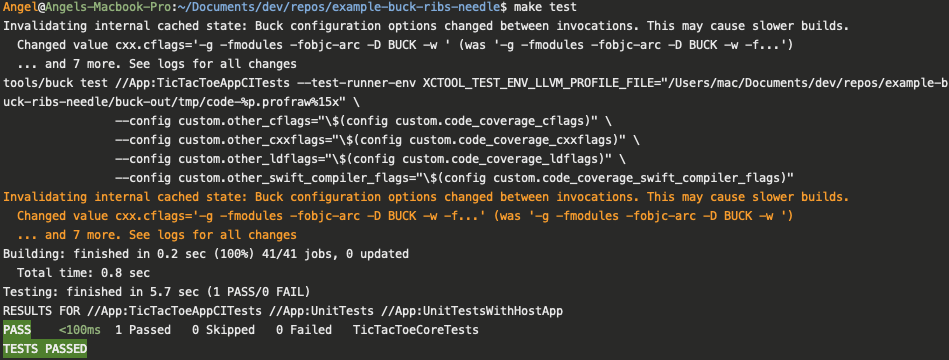 Angel@Angels-Macbook-Pro:~/Documents/dev/repos/example-buck-ribs-needle$ make test
Invalidating internal cached state: Buck configuration options changed between invocations. This may cause slower builds.
  Changed value cxx.cflags='-g -fmodules -fobjc-arc -D BUCK -w ' (was '-g -fmodules -fobjc-arc -D BUCK -w -f...')
  ... and 7 more. See logs for all changes
tools/buck test //App:TicTacToeAppCITests --test-runner-env XCTOOL_TEST_ENV_LLVM_PROFILE_FILE="/Users/mac/Documents/dev/repos/example-b
uck-ribs-needle/buck-out/tmp/code-%p.profraw%15x" \
                --config custom.other_cflags="\$(config custom.code_coverage_cflags)" \
                --config custom.other_cxxflags="\$(config custom.code_coverage_cxxflags)" \
                --config custom.other_ldflags="\$(config custom.code_coverage_ldflags)" \
                --config custom.other_swift_compiler_flags="\$(config custom.code_coverage_swift_compiler_flags)"
Invalidating internal cached state: Buck configuration options changed between invocations. This may cause slower builds.
  Changed value cxx.cflags='-g -fmodules -fobjc-arc -D BUCK -w -f...' (was '-g -fmodules -fobjc-arc -D BUCK -w ')
  ... and 7 more. See logs for all changes
Building: finished in 0.2 sec (100%) 41/41 jobs, 0 updated
  Total time: 0.8 sec
Testing: finished in 5.7 sec (1 PASS/0 FAIL)
RESULTS FOR //App:TicTacToeAppCITests //App:UnitTests //App:UnitTestsWithHostApp
PASS    <100ms  1 Passed   0 Skipped   0 Failed   TicTacToeCoreTests
TESTS PASSED